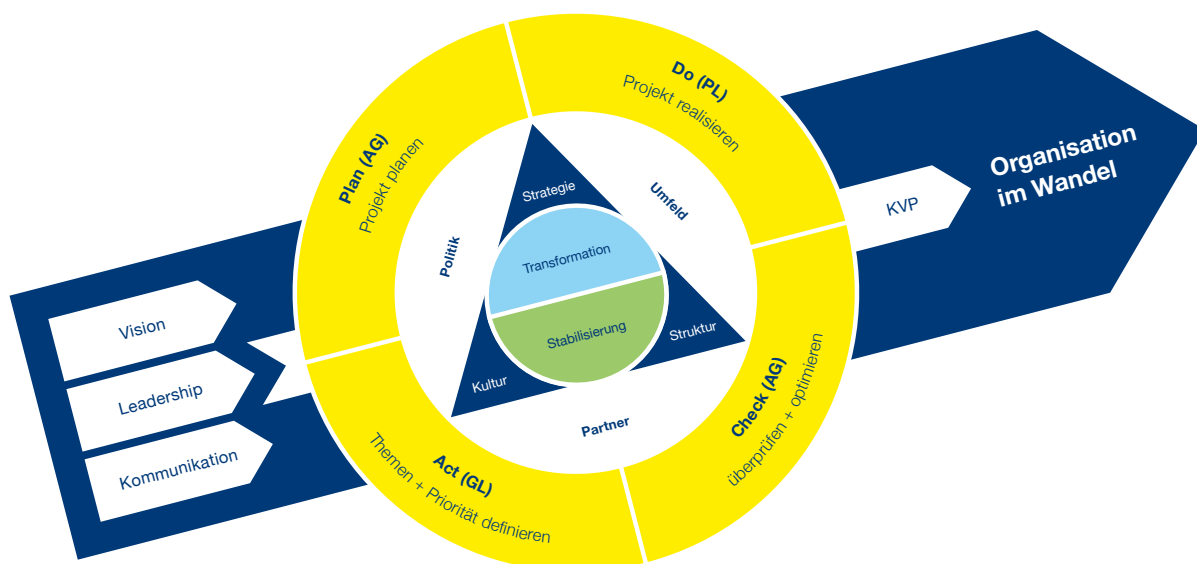 Vision
Leadership
Kommunikation
Plan (AG)
Projekt planen
Do (PL)
Projekt realisieren
Check (AG)
überprüfen + optimieren
Act (GL)
Themen + Priorität definieren
Politik
Umfeld
Partner
Strategie
Kultur
Struktur
Transformation
Stabilisierung
KVP
Organisation
im Wandel